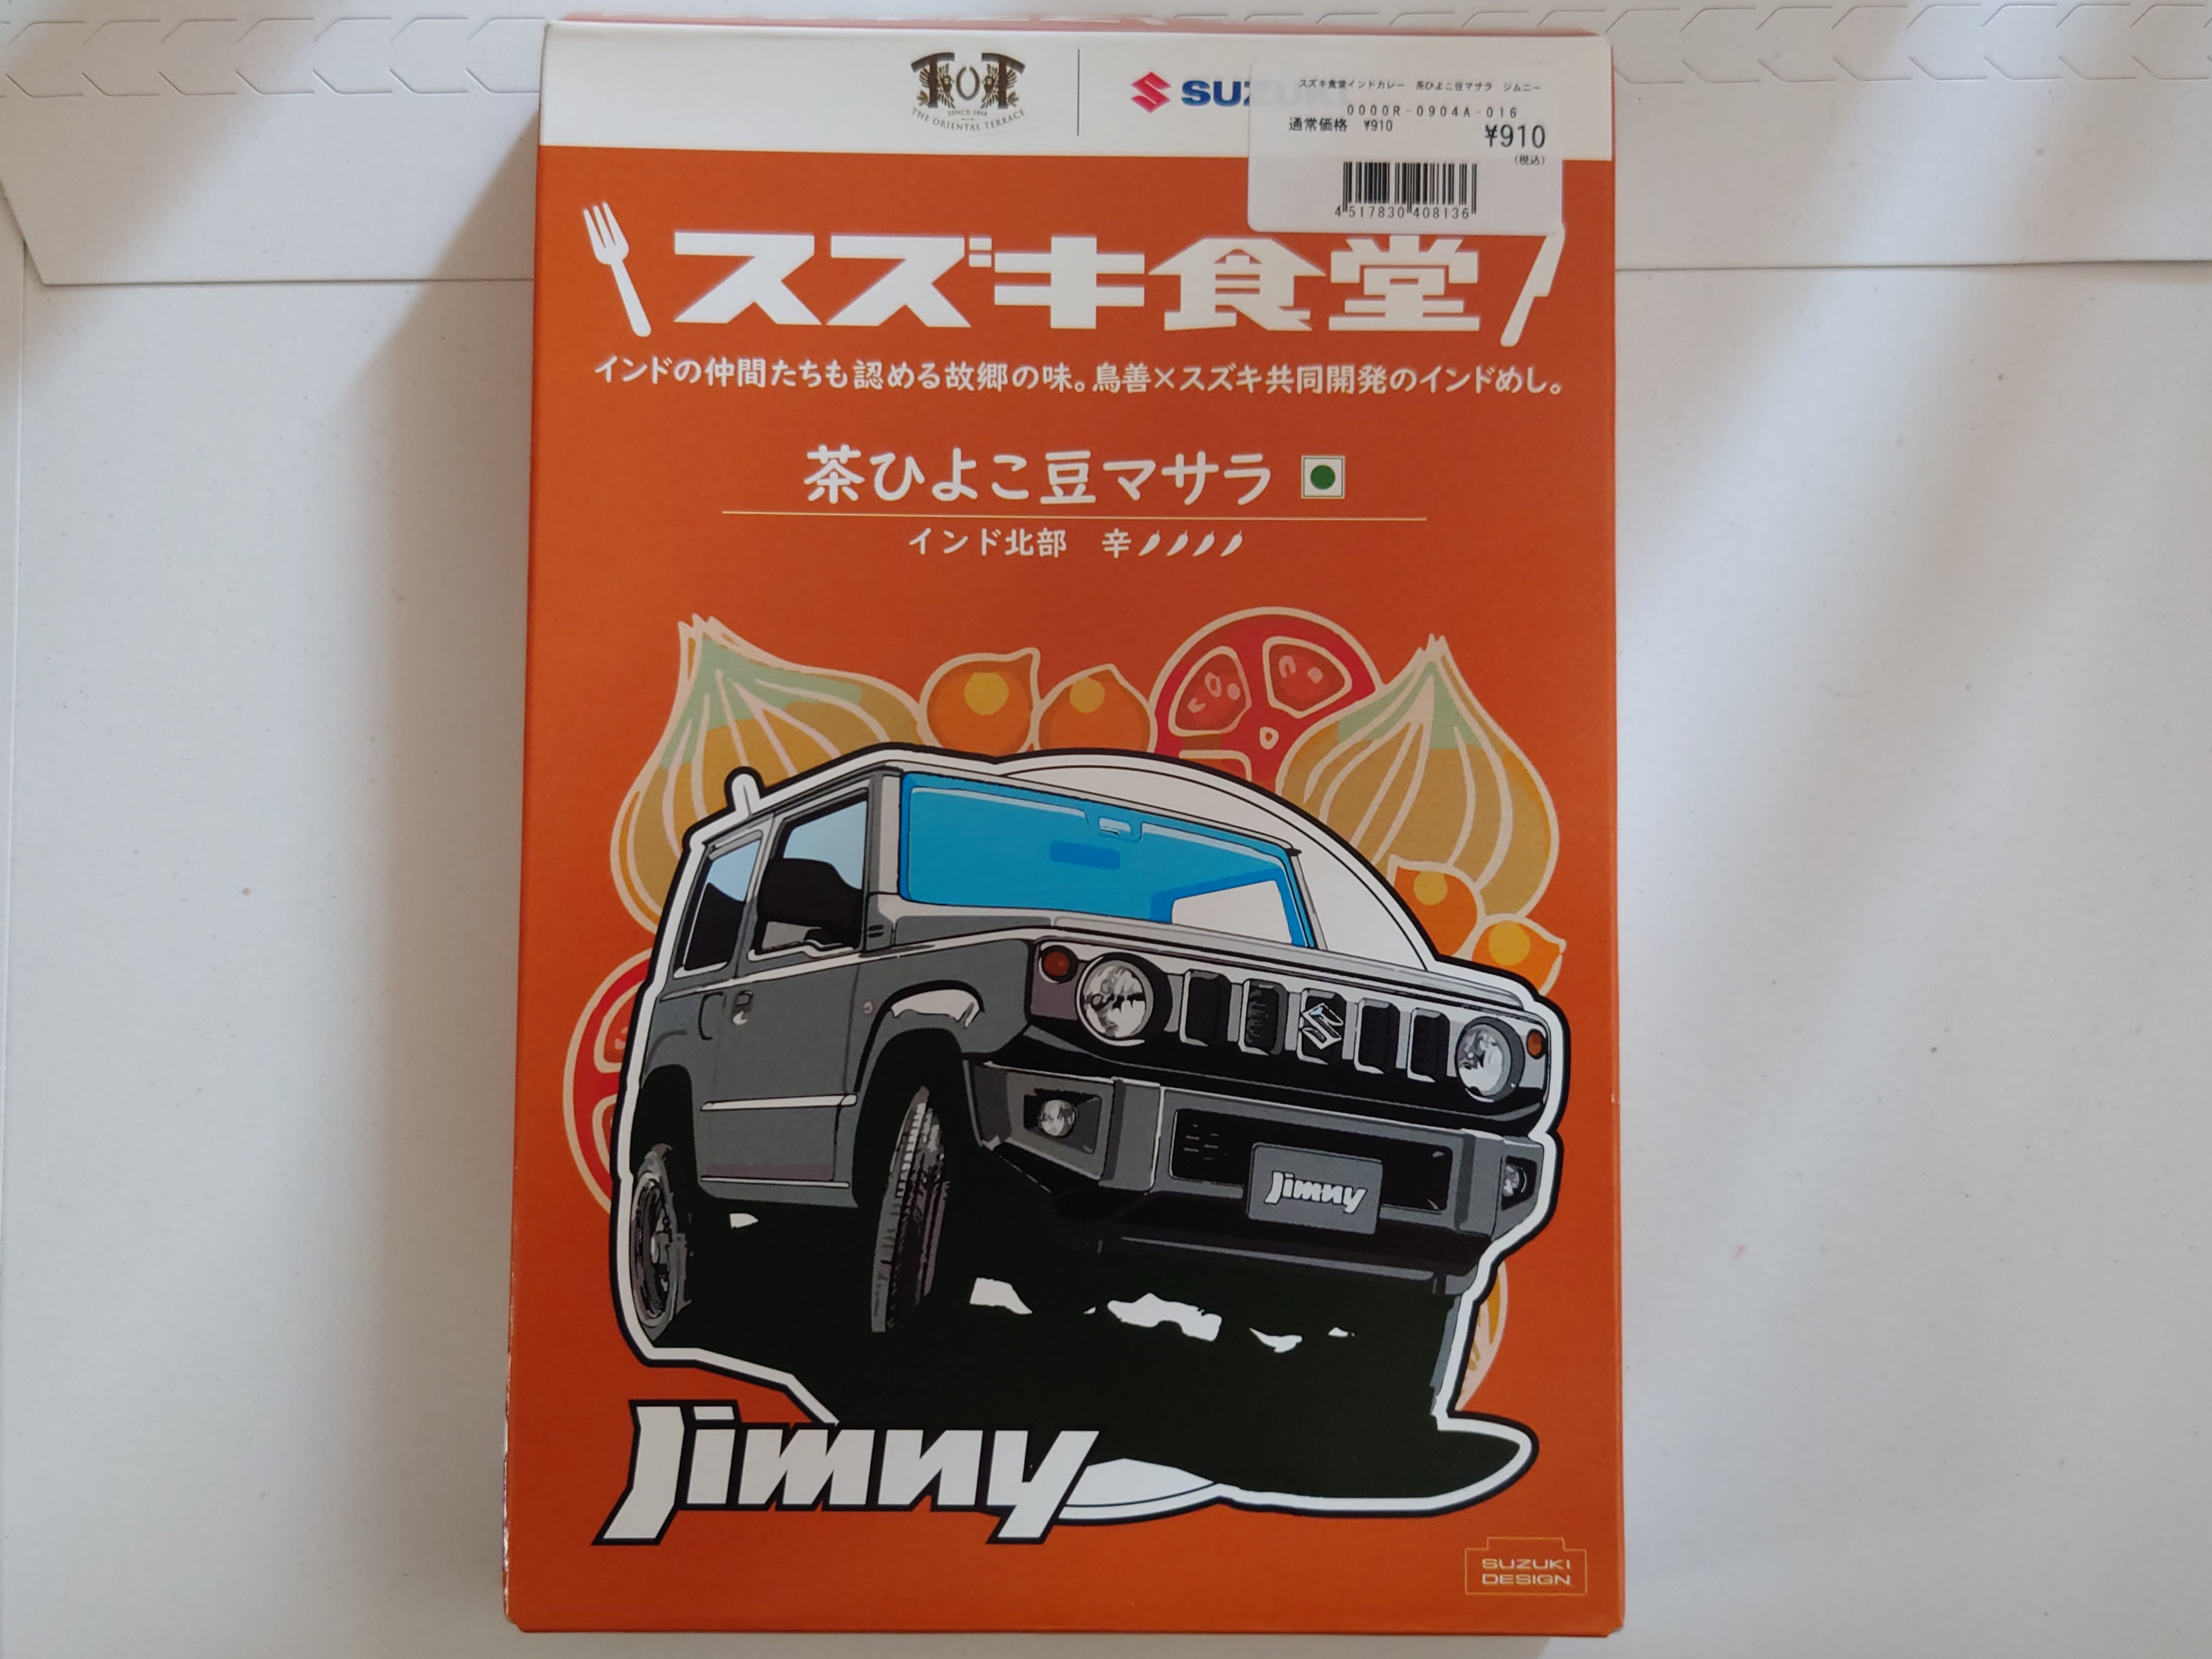 TOT
SINCE 1868
THE ORIENTAL TERRACE
SUZUKI
スズキ食堂インドカレー 茶ひよこ豆マサラ ジムニー
0000R-0904A-016
通常価格 ¥910
¥910
(税込)
4517830408136
スズキ食堂
インドの仲間たちも認める故郷の味。鳥善×スズキ共同開発のインドめし。
茶ひよこ豆マサラ
インド北部 辛
Jimny
Jimny
SUZUKI
DESIGN